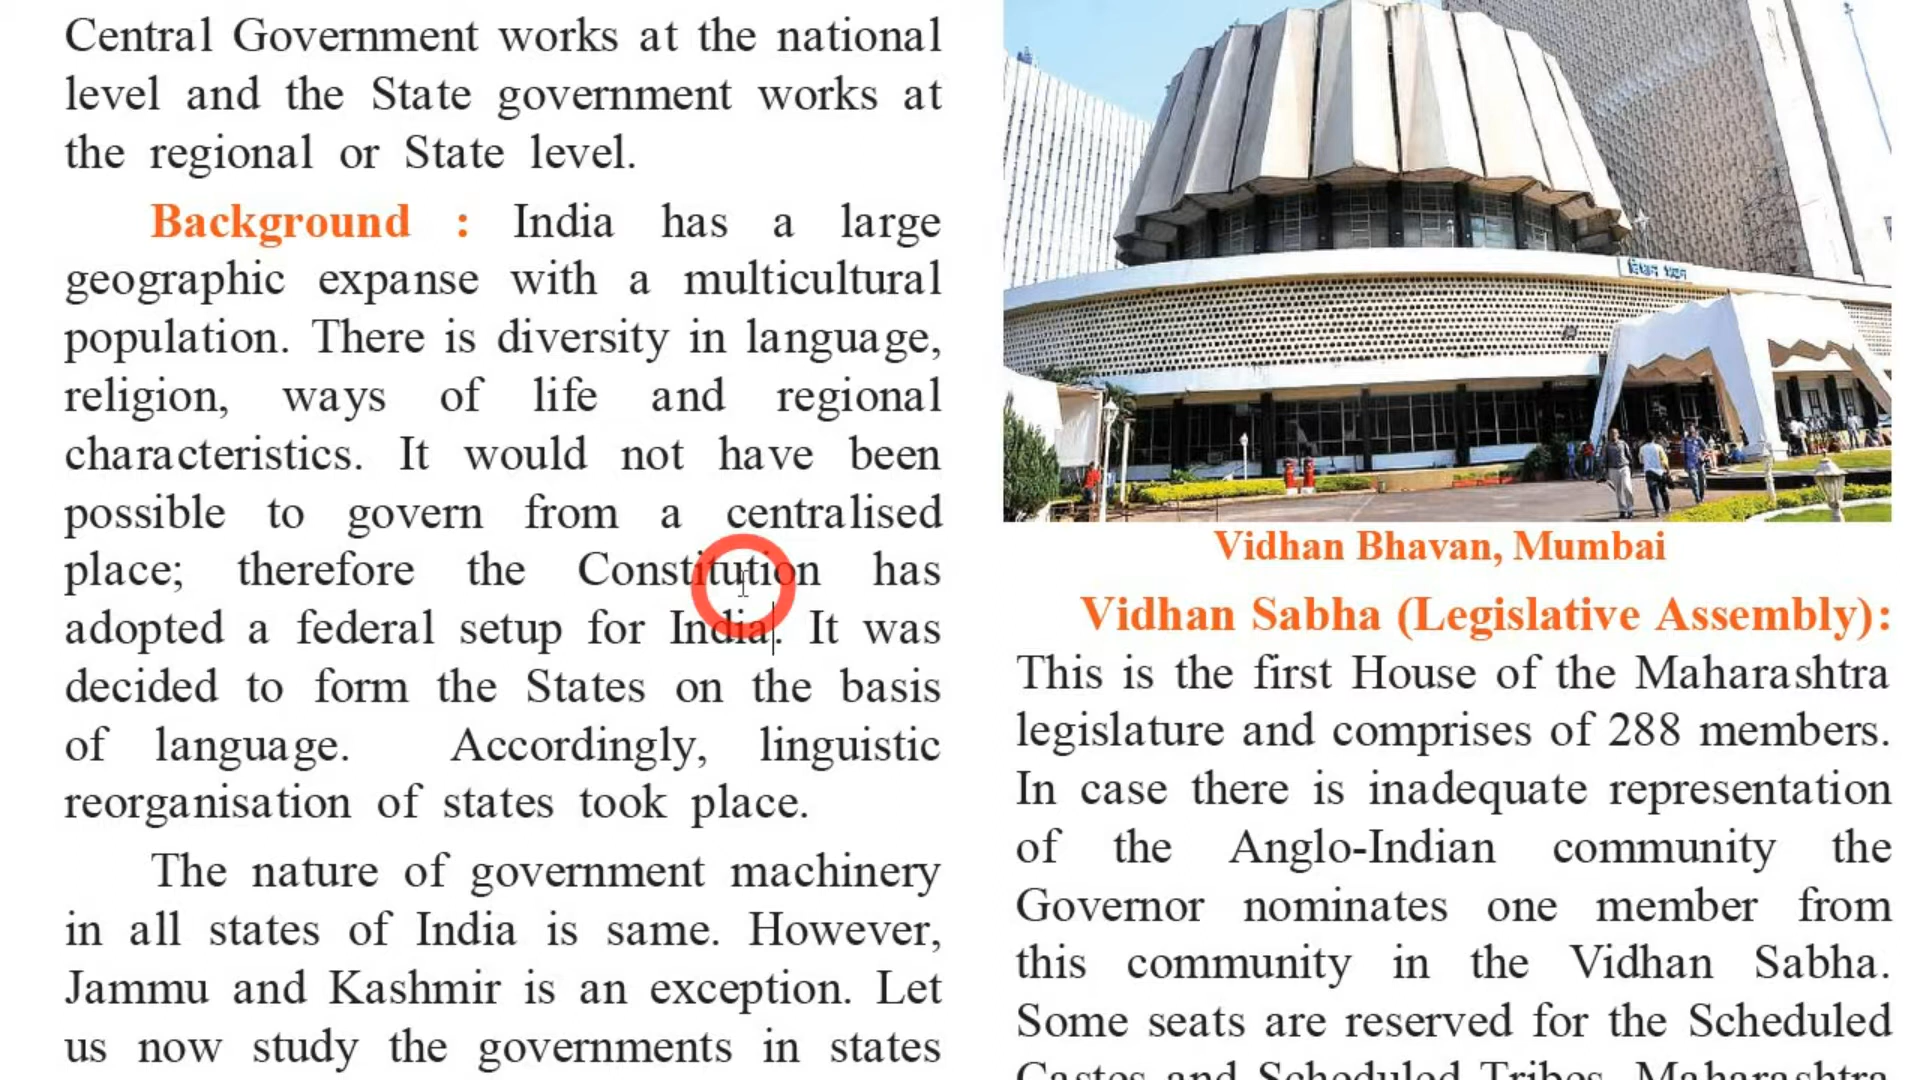 Central Government works at the national
level and the State government works at
the regional or State level.
Background : India has a large
geographic expanse with a multicultural
population. There is diversity in language,
religion, ways of life and regional
characteristics. It would not have been
possible to govern from a centralised
place; therefore the Constitution has
adopted a federal setup for India. It was
decided to form the States on the basis
of language. Accordingly, linguistic
reorganisation of states took place.
The nature of government machinery
in all states of India is same. However,
Jammu and Kashmir is an exception. Let
us now study the governments in states
विधान भवन
Vidhan Bhavan, Mumbai
Vidhan Sabha (Legislative Assembly):
This is the first House of the Maharashtra
legislature and comprises of 288 members.
In case there is inadequate representation
of the Anglo-Indian community the
Governor nominates one member from
this community in the Vidhan Sabha.
Some seats are reserved for the Scheduled
Castes and Scheduled Tribes. Maharashtra